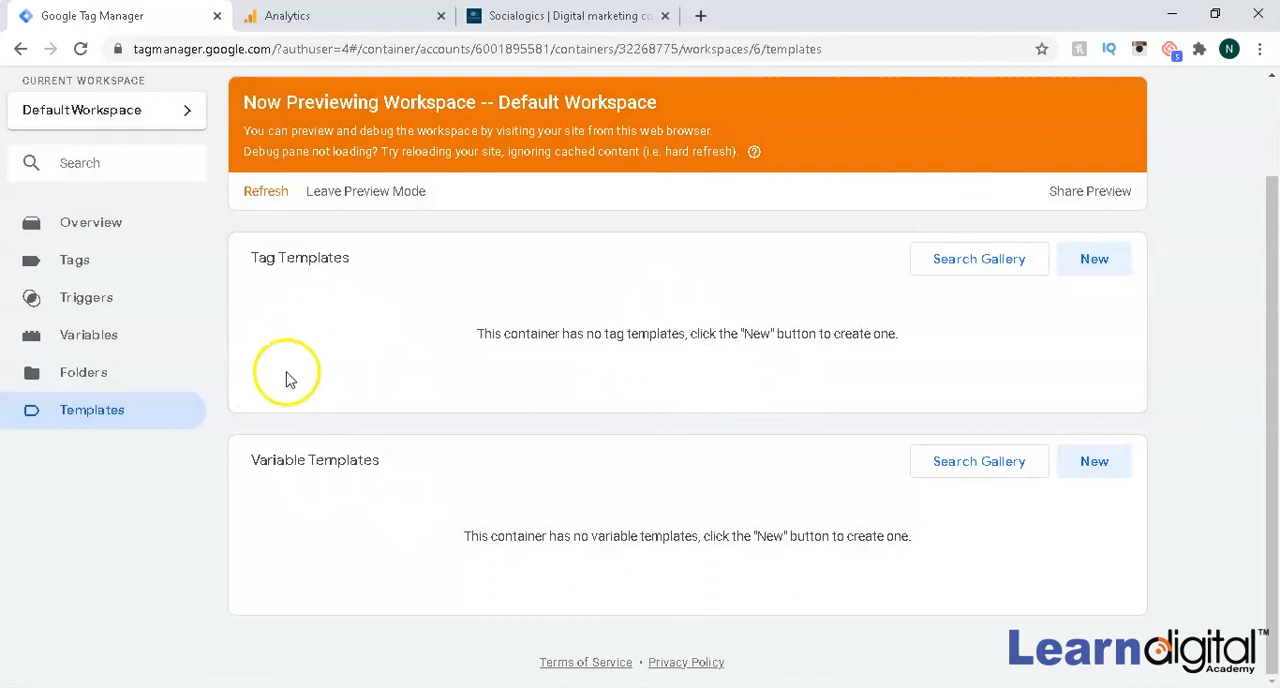 Google Tag Manager
Analytics
Socialogics | Digital marketing co
tagmanager.google.com/?authuser=4#/container/accounts/6001895581/containers/32268775/workspaces/6/templates
IQ
5
N
CURRENT WORKSPACE
Default Workspace
Search
Overview
Tags
Triggers
Variables
Folders
Templates
Now Previewing Workspace -- Default Workspace
You can preview and debug the workspace by visiting your site from this web browser.
Debug pane not loading? Try reloading your site, ignoring cached content (i.e. hard refresh).
Refresh Leave Preview Mode Share Preview
Tag Templates Search Gallery New
This container has no tag templates, click the "New" button to create one.
Variable Templates Search Gallery New
This container has no variable templates, click the "New" button to create one.
Terms of Service • Privacy Policy
Learndigital™
Academy